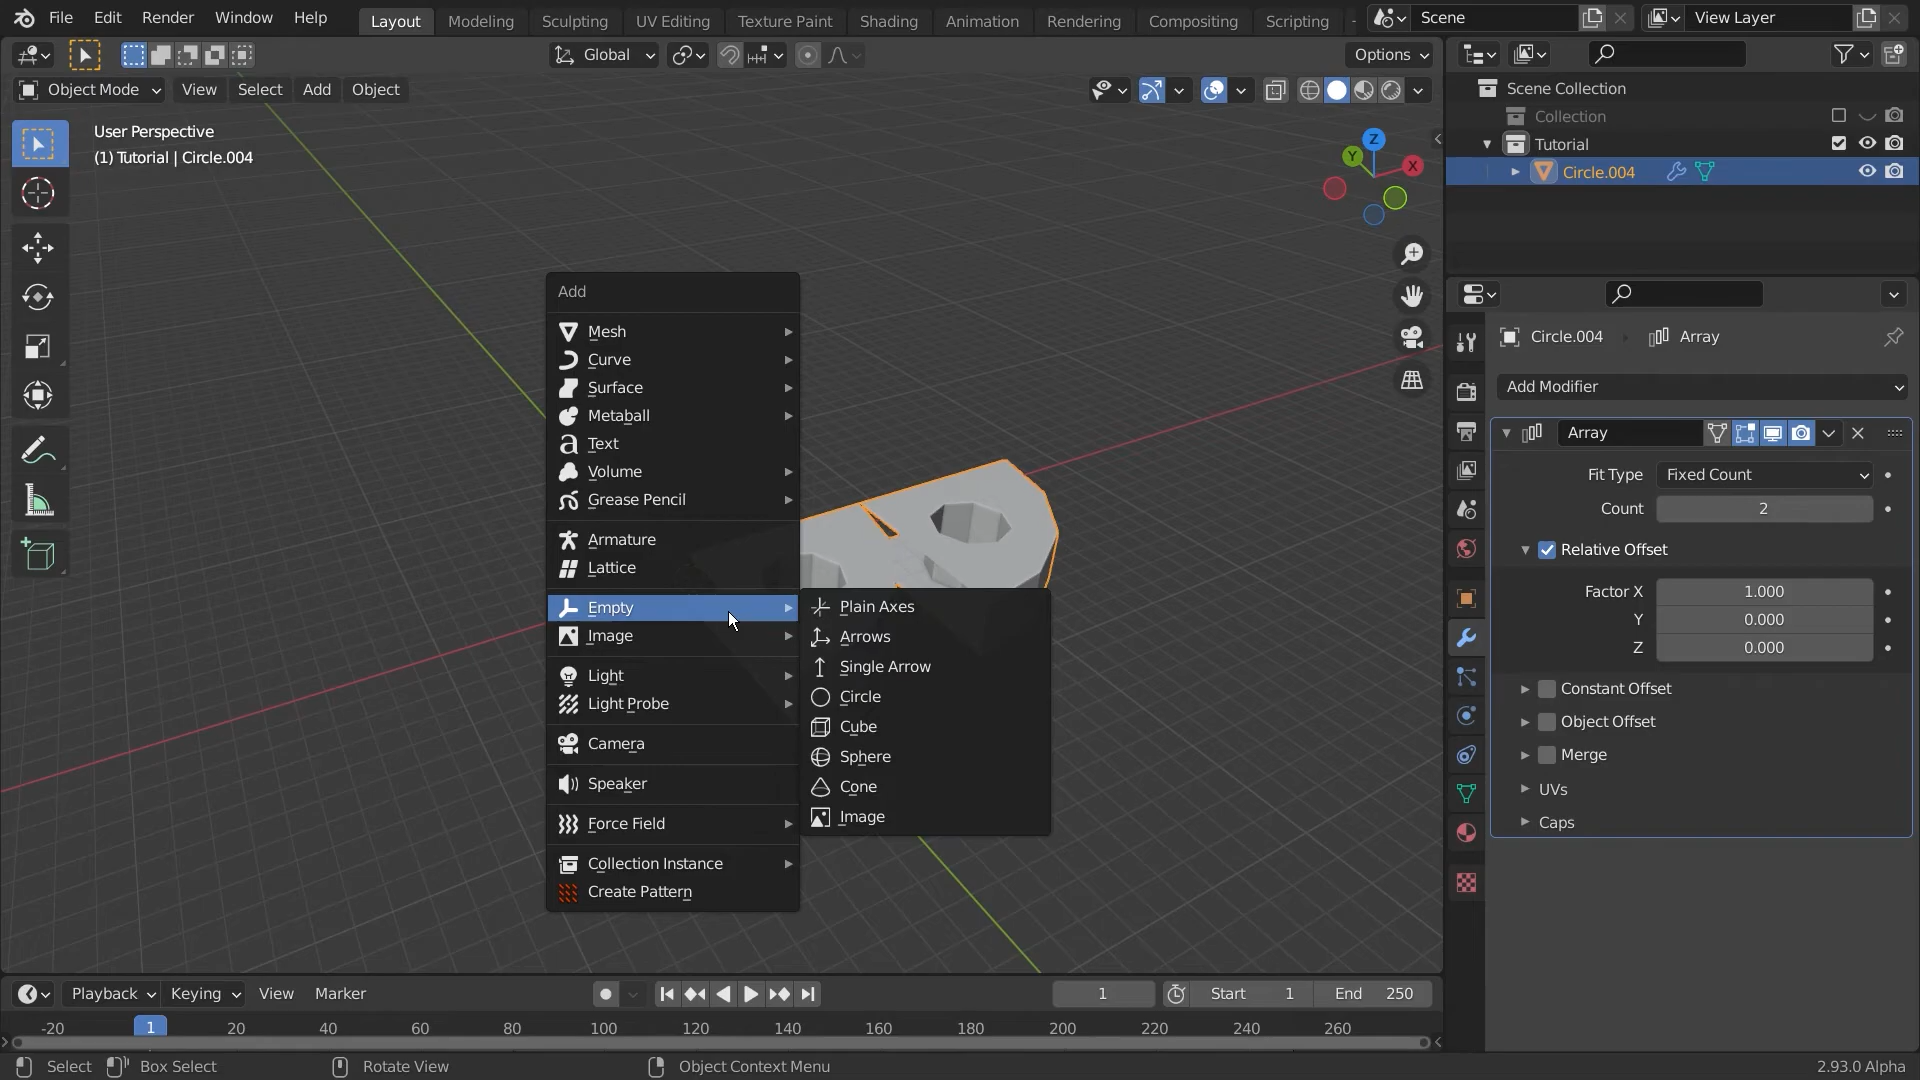 File Edit Render Window Help Layout Modeling Sculpting UV Editing Texture Paint Shading Animation Rendering Compositing Scripting Scene View Layer
Global Options
Object Mode View Select Add Object
User Perspective
(1) Tutorial | Circle.004
Z
Y
X
Add
Mesh
Curve
Surface
Metaball
Text
Volume
Grease Pencil
Armature
Lattice
Empty
Image
Light
Light Probe
Camera
Speaker
Force Field
Collection Instance
Create Pattern
Plain Axes
Arrows
Single Arrow
Circle
Cube
Sphere
Cone
Image
Scene Collection
Collection
Tutorial
Circle.004
Circle.004 Array
Add Modifier
Array
Fit Type Fixed Count
Count 2
Relative Offset
Factor X 1.000
Y 0.000
Z 0.000
Constant Offset
Object Offset
Merge
UVs
Caps
Playback Keying View Marker 1 Start 1 End 250
-20 1 20 40 60 80 100 120 140 160 180 200 220 240 260
Select Box Select Rotate View Object Context Menu 2.93.0 Alpha